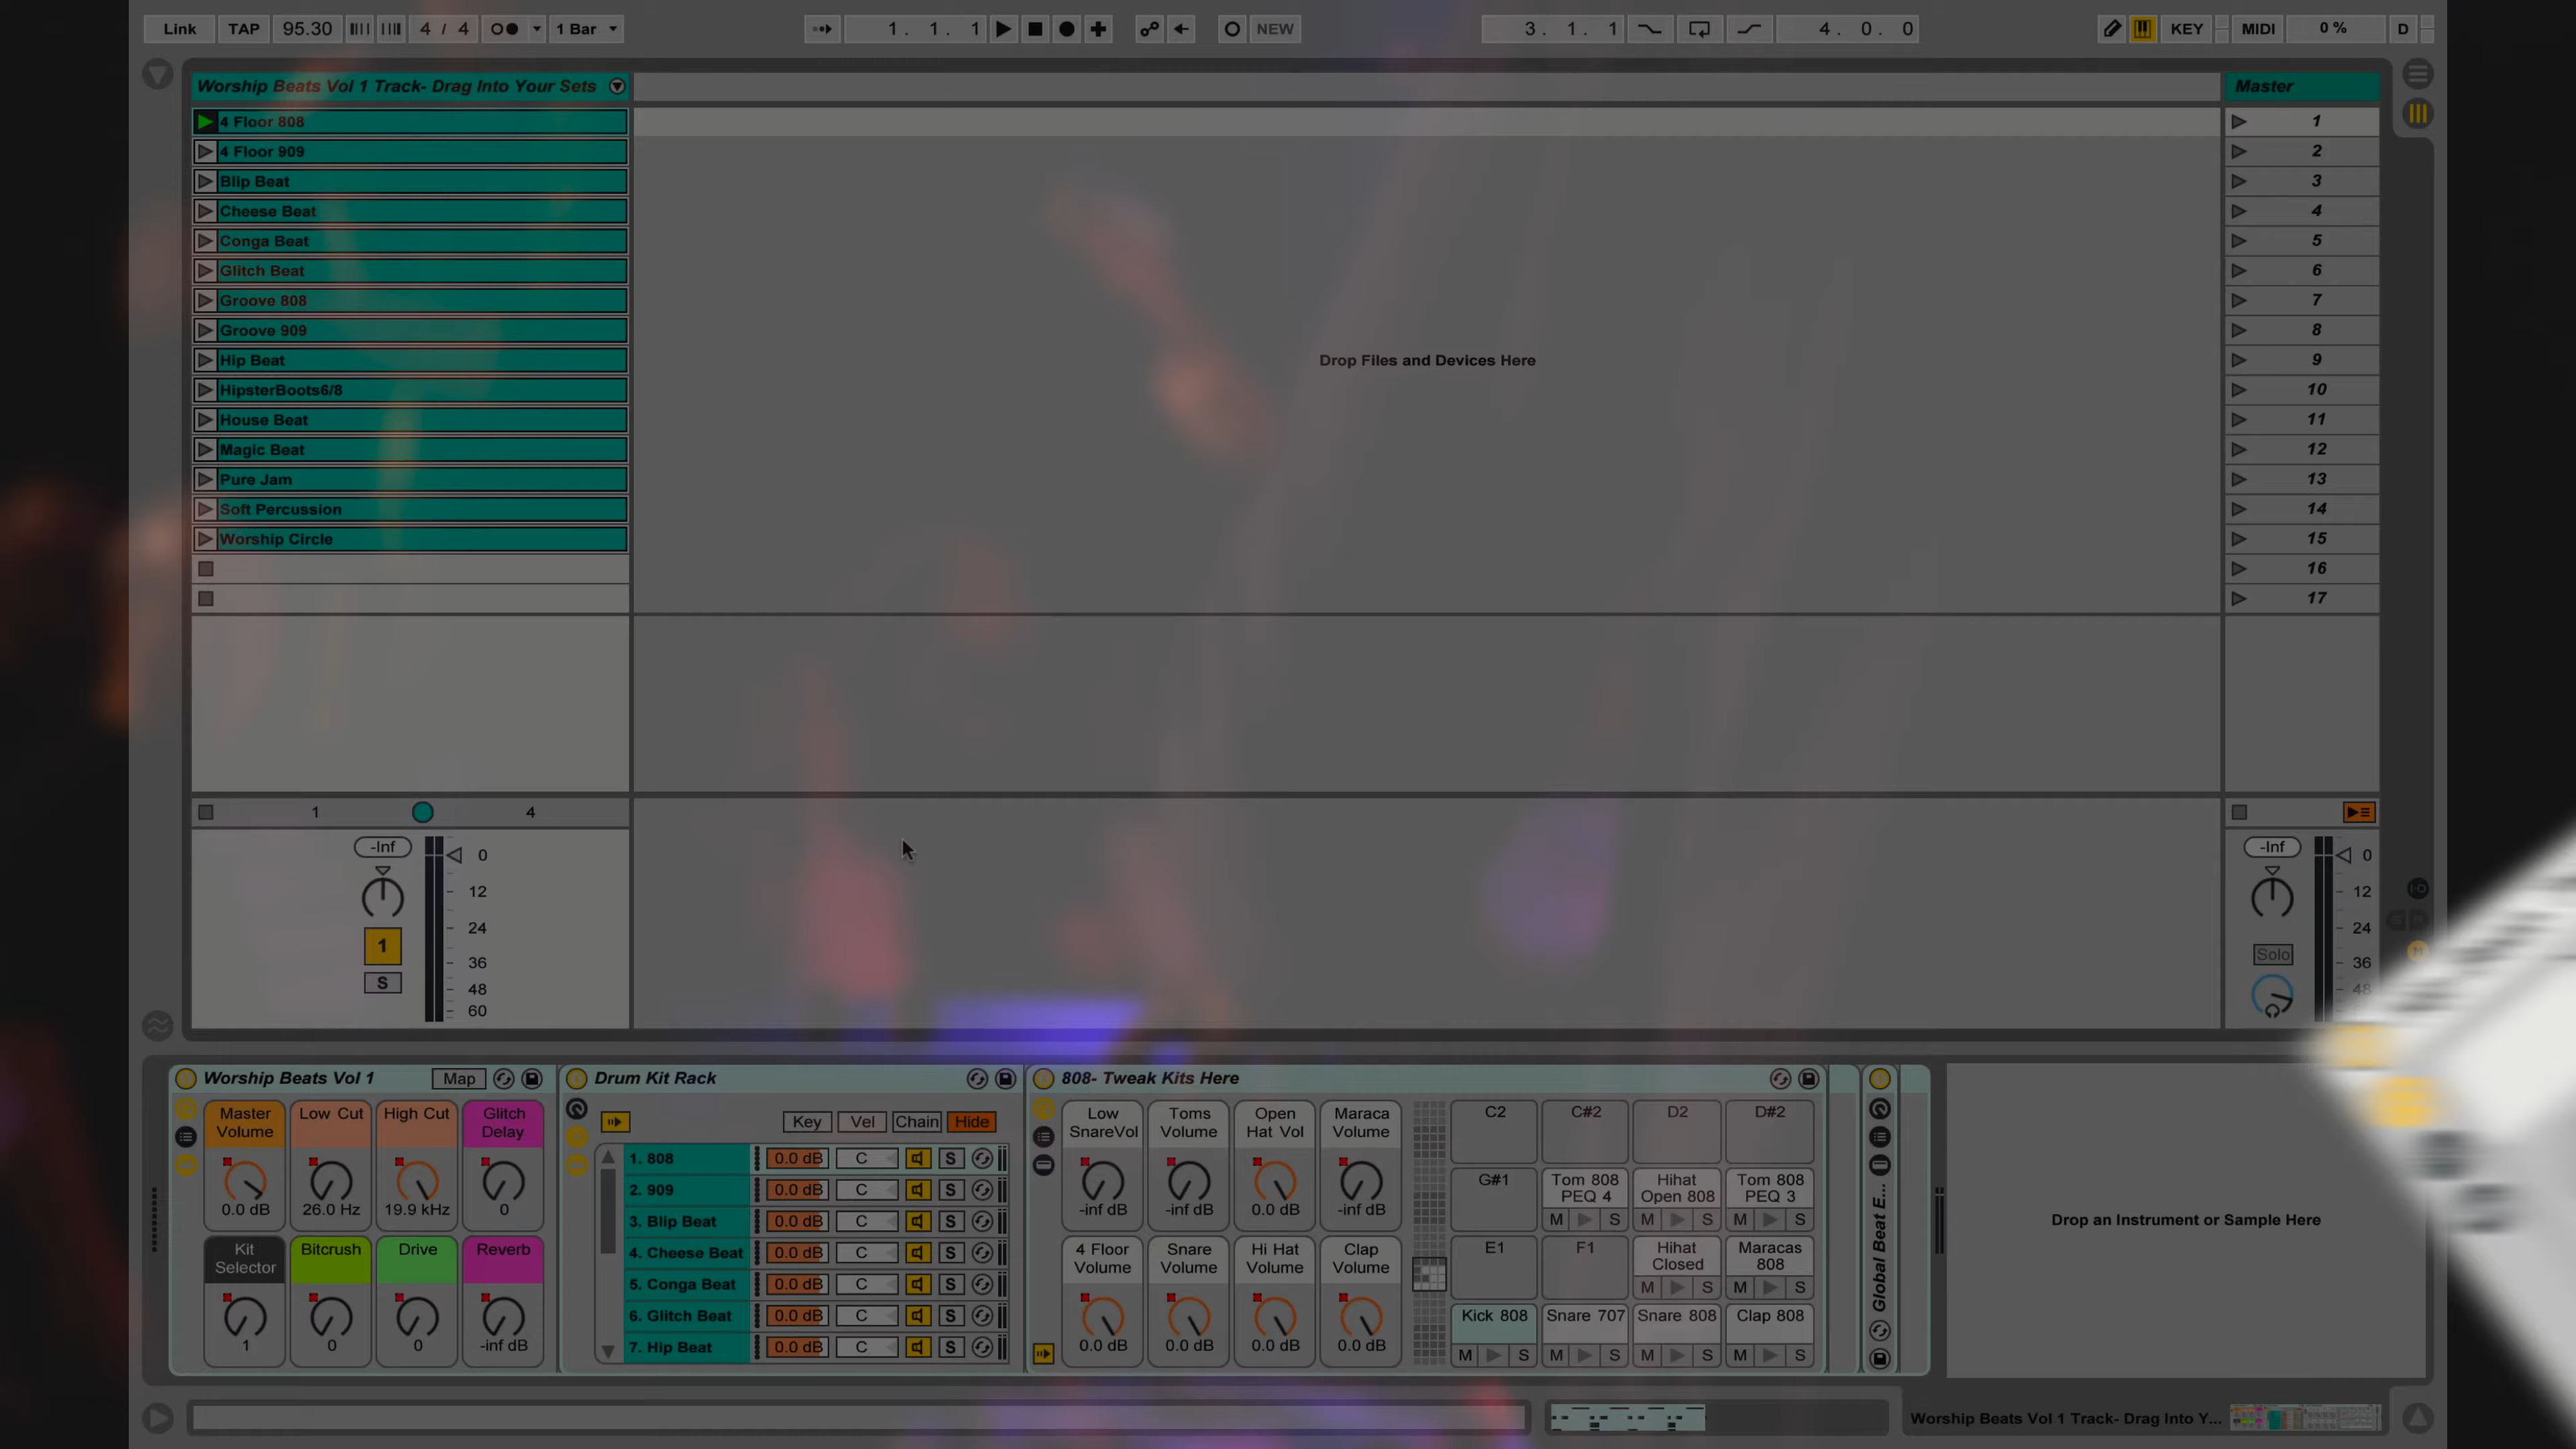 Link TAP 95.30 4 / 4 1 Bar 1. 1. 1 NEW 3. 1. 1 4. 0. 0 KEY MIDI 0 % D
Worship Beats Vol 1 Track- Drag Into Your Sets
Master
4 Floor 808
1
4 Floor 909
2
Blip Beat
3
Cheese Beat
4
Conga Beat
5
Glitch Beat
6
Groove 808
7
Groove 909
8
Hip Beat
Drop Files and Devices Here
9
HipsterBoots6/8
10
House Beat
11
Magic Beat
12
Pure Jam
13
Soft Percussion
14
Worship Circle
15
16
17
1 4
-Inf 0
12
24
1
36
S
48
60
-Inf 0
12
24
Solo
36
48
Worship Beats Vol 1 Map
Master Volume
Low Cut
High Cut
Glitch Delay
0.0 dB 26.0 Hz 19.9 kHz 0
Kit Selector
Bitcrush
Drive
Reverb
1 0 0 -inf dB
Drum Kit Rack
Key Vel Chain Hide
1. 808 0.0 dB C S
2. 909 0.0 dB C S
3. Blip Beat 0.0 dB C S
4. Cheese Beat 0.0 dB C S
5. Conga Beat 0.0 dB C S
6. Glitch Beat 0.0 dB C S
7. Hip Beat 0.0 dB C S
808- Tweak Kits Here
Low SnareVol
Toms Volume
Open Hat Vol
Maraca Volume
-inf dB -inf dB 0.0 dB -inf dB
4 Floor Volume
Snare Volume
Hi Hat Volume
Clap Volume
0.0 dB 0.0 dB 0.0 dB 0.0 dB
C2 C#2 D2 D#2
G#1
Tom 808 PEQ 4
Hihat Open 808
Tom 808 PEQ 3
M S M S M S
E1 F1
Hihat Closed
Maracas 808
M S M S
Kick 808 Snare 707 Snare 808 Clap 808
M S M S M S M S
Global Beat E...
Drop an Instrument or Sample Here
Worship Beats Vol 1 Track- Drag Into Y...